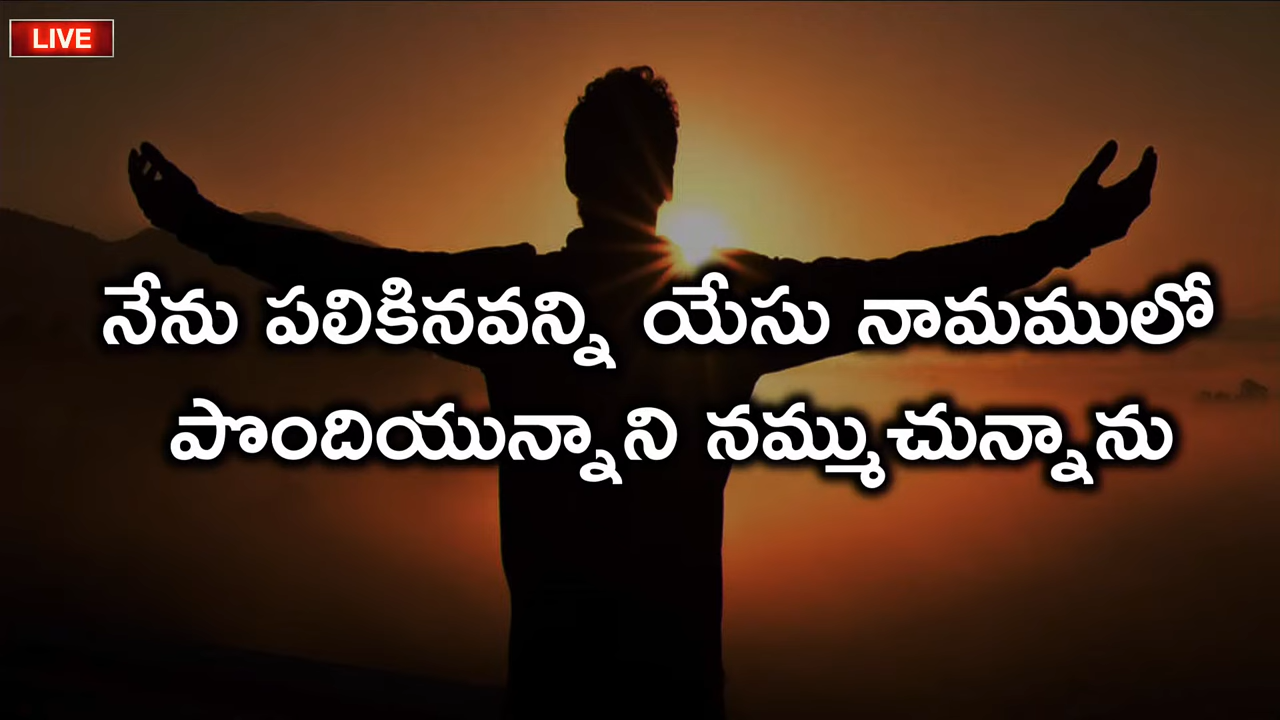 LIVE
నేను పలికినవన్ని యేసు నామములో
పొందియున్నాని నమ్ముచున్నాను